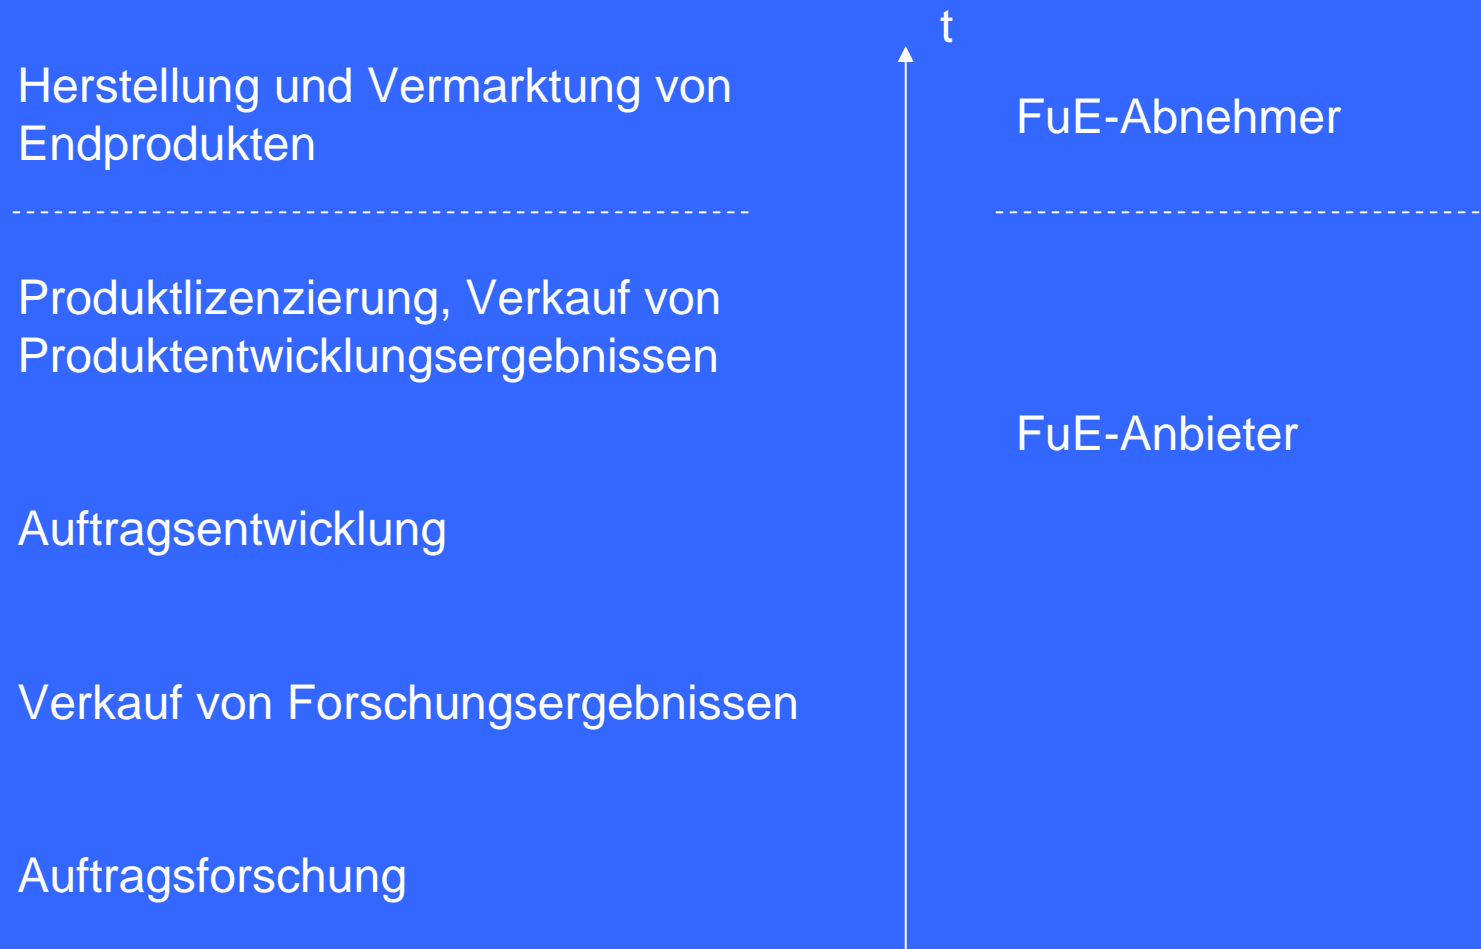 t
Herstellung und Vermarktung von
Endprodukten
FuE-Abnehmer
Produktlizenzierung, Verkauf von
Produktentwicklungsergebnissen
FuE-Anbieter
Auftragsentwicklung
Verkauf von Forschungsergebnissen
Auftragsforschung